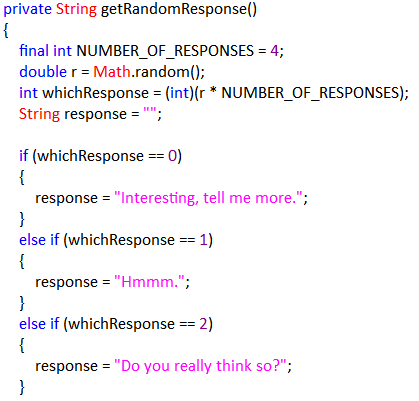 private String getRandomResponse()
{
final int NUMBER_OF_RESPONSES = 4;
double r = Math.random();
int whichResponse = (int)(r * NUMBER_OF_RESPONSES);
String response = "";
if (whichResponse == 0)
{
response = "Interesting, tell me more.";
}
else if (whichResponse == 1)
{
response = "Hmmm.";
}
else if (whichResponse == 2)
{
response = "Do you really think so?";
}